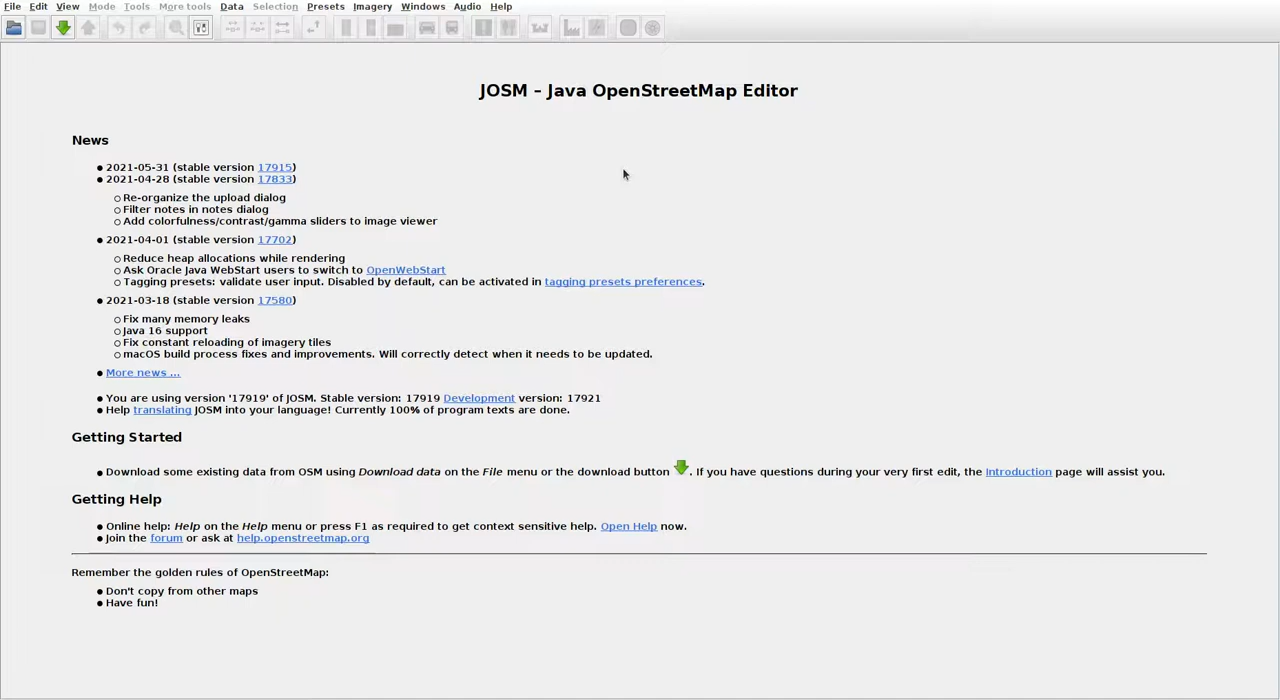 File Edit View Mode Tools More tools Data Selection Presets Imagery Windows Audio Help
JOSM – Java OpenStreetMap Editor
News
2021-05-31 (stable version 17915)
2021-04-28 (stable version 17833)
Re-organize the upload dialog
Filter notes in notes dialog
Add colorfulness/contrast/gamma sliders to image viewer
2021-04-01 (stable version 17702)
Reduce heap allocations while rendering
Ask Oracle Java WebStart users to switch to OpenWebStart
Tagging presets: validate user input. Disabled by default, can be activated in tagging presets preferences.
2021-03-18 (stable version 17580)
Fix many memory leaks
Java 16 support
Fix constant reloading of imagery tiles
macOS build process fixes and improvements. Will correctly detect when it needs to be updated.
More news ...
You are using version '17919' of JOSM. Stable version: 17919 Development version: 17921
Help translating JOSM into your language! Currently 100% of program texts are done.
Getting Started
Download some existing data from OSM using Download data on the File menu or the download button . If you have questions during your very first edit, the Introduction page will assist you.
Getting Help
Online help: Help on the Help menu or press F1 as required to get context sensitive help. Open Help now.
Join the forum or ask at help.openstreetmap.org
Remember the golden rules of OpenStreetMap:
Don't copy from other maps
Have fun!